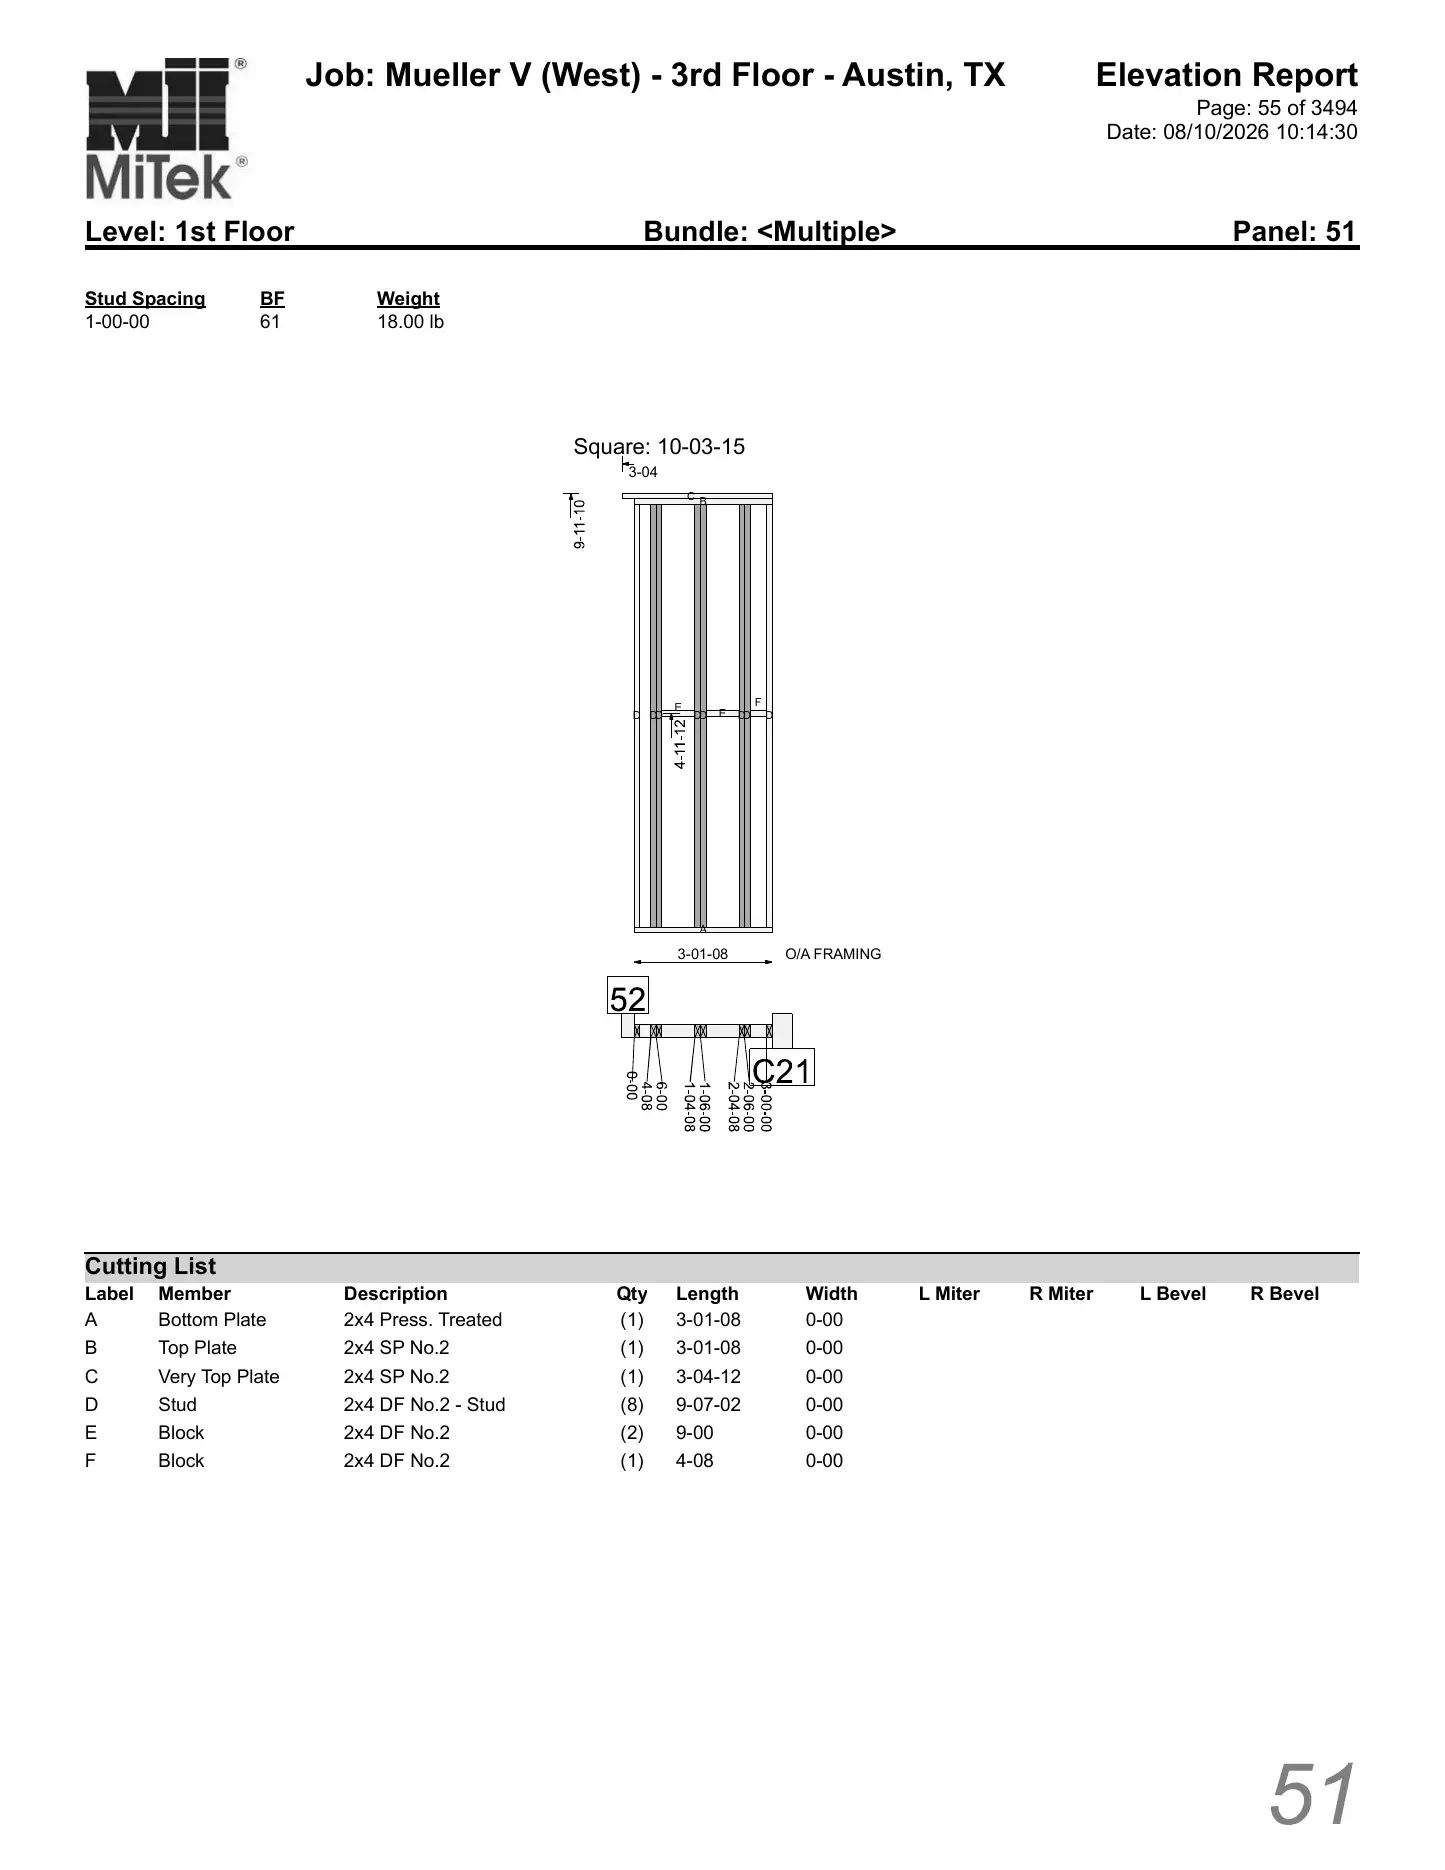 Job: Mueller V (West) - 3rd Floor - Austin, TX
Elevation Report
Page: 55 of 3494
Date: 08/10/2026 10:14:30
MiTek®
Level: 1st Floor Bundle: <Multiple> Panel: 51
Stud Spacing BF Weight
1-00-00 61 18.00 lb
Square: 10-03-15
3-04
9-11-10
C
B
D D D D D D D D
E F F
4-11-12
A
3-01-08 O/A FRAMING
52
C21
0-00
4-08
6-00
1-04-08
1-06-00
2-04-08
2-06-00
3-00-00
Cutting List
Label Member Description Qty Length Width L Miter R Miter L Bevel R Bevel
A Bottom Plate 2x4 Press. Treated (1) 3-01-08 0-00
B Top Plate 2x4 SP No.2 (1) 3-01-08 0-00
C Very Top Plate 2x4 SP No.2 (1) 3-04-12 0-00
D Stud 2x4 DF No.2 - Stud (8) 9-07-02 0-00
E Block 2x4 DF No.2 (2) 9-00 0-00
F Block 2x4 DF No.2 (1) 4-08 0-00
51